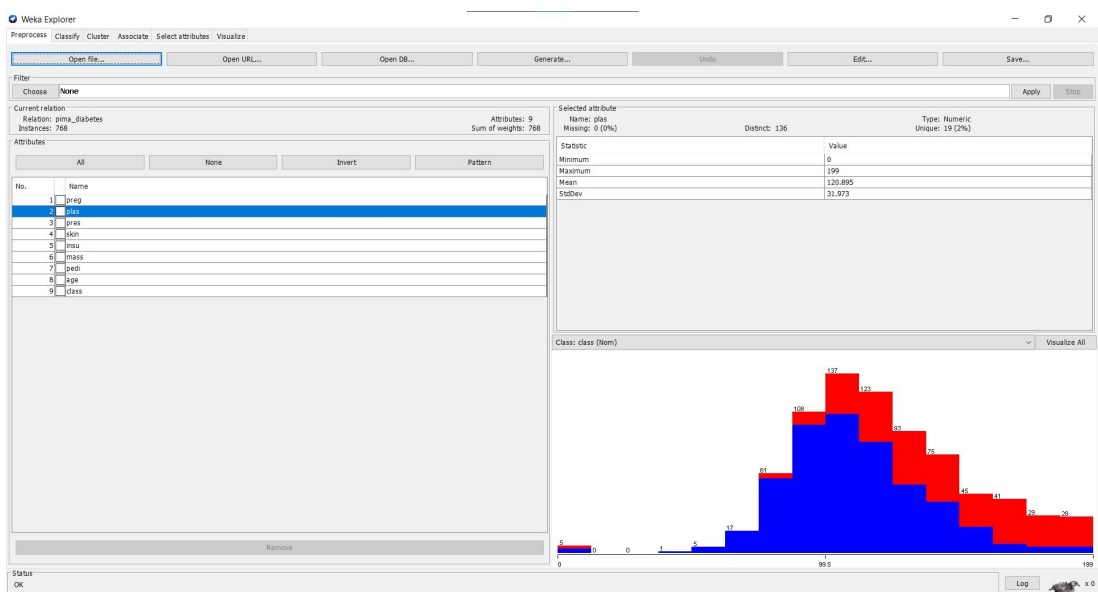 Weka Explorer
Preprocess Classify Cluster Associate Select attributes Visualize
Open file... Open URL... Open DB... Generate... Undo Edit... Save...
Filter
Choose None Apply Stop
Current relation
Relation: pima_diabetes Attributes: 9
Instances: 768 Sum of weights: 768
Attributes
All None Invert Pattern
No. Name
1 preg
2 plas
3 pres
4 skin
5 insu
6 mass
7 pedi
8 age
9 class
Remove
Selected attribute
Name: plas Type: Numeric
Missing: 0 (0%) Distinct: 136 Unique: 19 (2%)
Statistic Value
Minimum 0
Maximum 199
Mean 120.895
StdDev 31.973
Class: class (Nom) Visualize All
5 0 0 1 5 17 61 108 137 123 93 75 45 41 29 28
0 99.5 199
Status
OK Log x 0